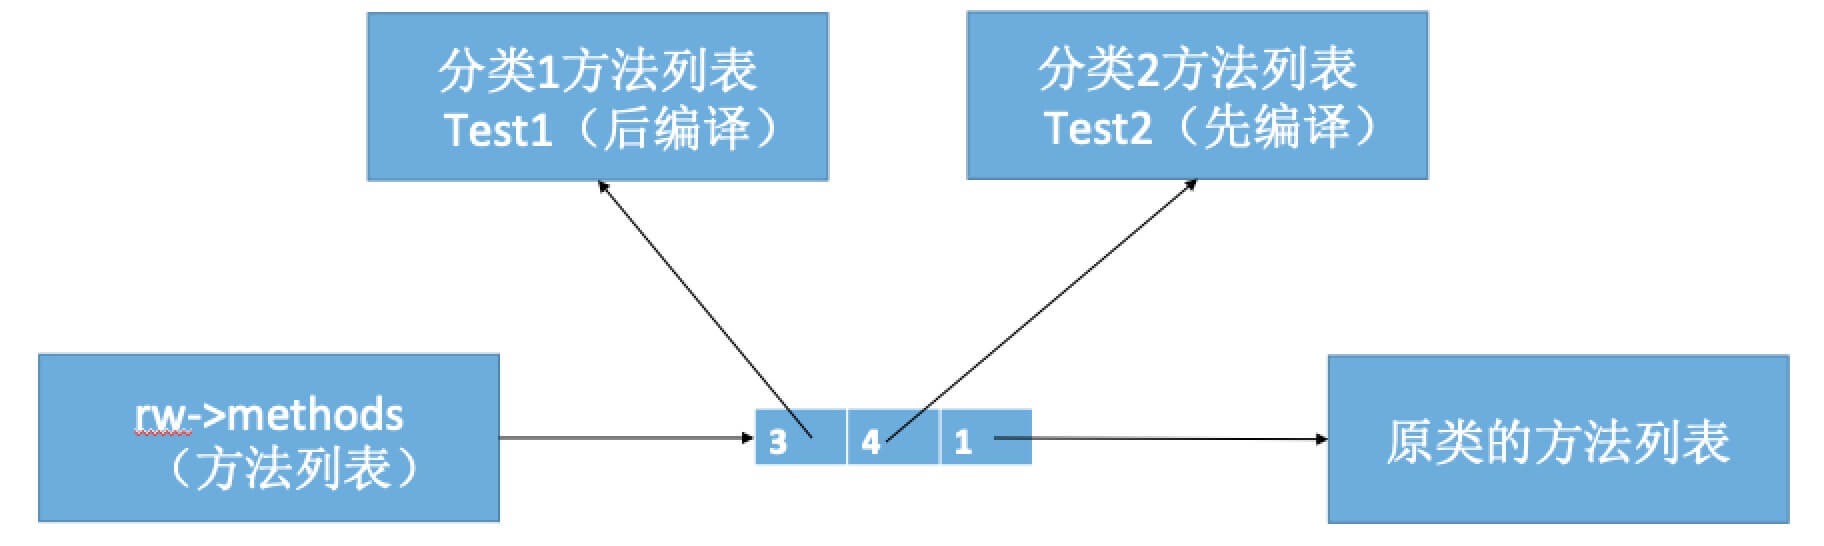 分类1方法列表
Test1（后编译）
分类2方法列表
Test2（先编译）
rw->methods
（方法列表）
3 4 1
原类的方法列表